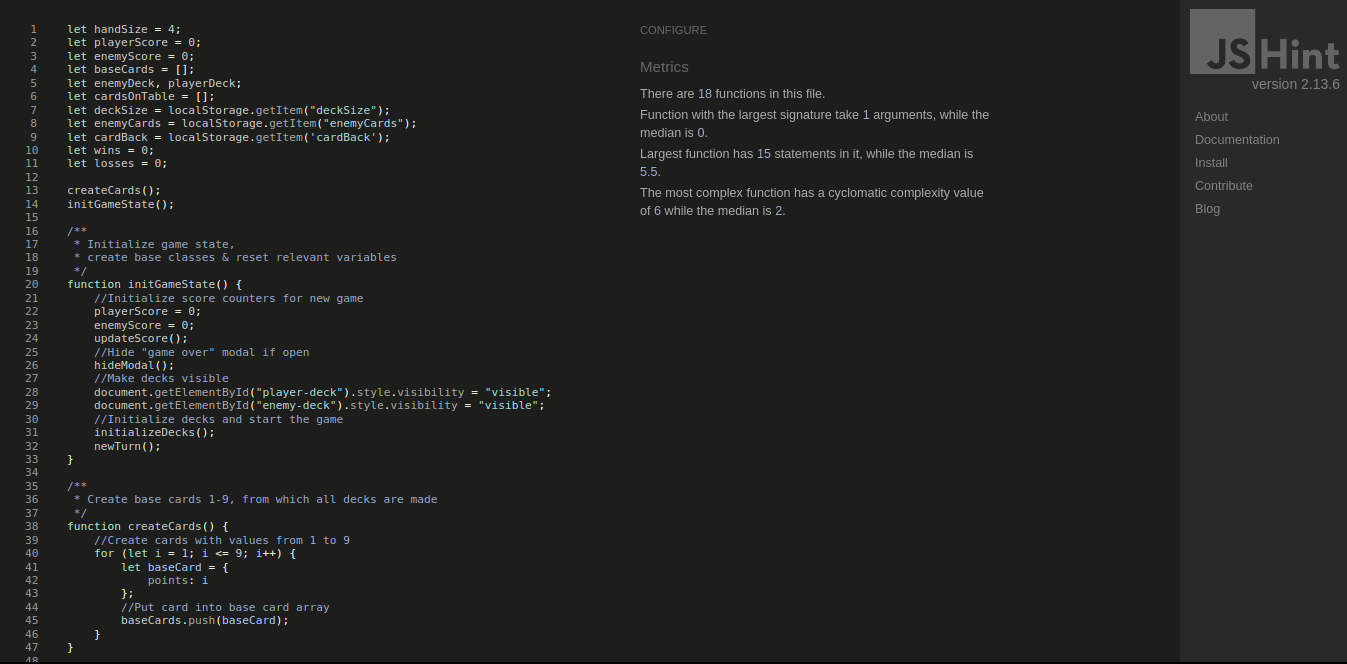 1 let handSize = 4;
2 let playerScore = 0;
3 let enemyScore = 0;
4 let baseCards = [];
5 let enemyDeck, playerDeck;
6 let cardsOnTable = [];
7 let deckSize = localStorage.getItem("deckSize");
8 let enemyCards = localStorage.getItem("enemyCards");
9 let cardBack = localStorage.getItem('cardBack');
10 let wins = 0;
11 let losses = 0;
12
13 createCards();
14 initGameState();
15
16 /**
17  * Initialize game state,
18  * create base classes & reset relevant variables
19  */
20 function initGameState() {
21     //Initialize score counters for new game
22     playerScore = 0;
23     enemyScore = 0;
24     updateScore();
25     //Hide "game over" modal if open
26     hideModal();
27     //Make decks visible
28     document.getElementById("player-deck").style.visibility = "visible";
29     document.getElementById("enemy-deck").style.visibility = "visible";
30     //Initialize decks and start the game
31     initializeDecks();
32     newTurn();
33 }
34
35 /**
36  * Create base cards 1-9, from which all decks are made
37  */
38 function createCards() {
39     //Create cards with values from 1 to 9
40     for (let i = 1; i <= 9; i++) {
41         let baseCard = {
42             points: i
43         };
44         //Put card into base card array
45         baseCards.push(baseCard);
46     }
47 }
48
CONFIGURE
Metrics
There are 18 functions in this file.
Function with the largest signature take 1 arguments, while the
median is 0.
Largest function has 15 statements in it, while the median is
5.5.
The most complex function has a cyclomatic complexity value
of 6 while the median is 2.
JSHint
version 2.13.6
About
Documentation
Install
Contribute
Blog